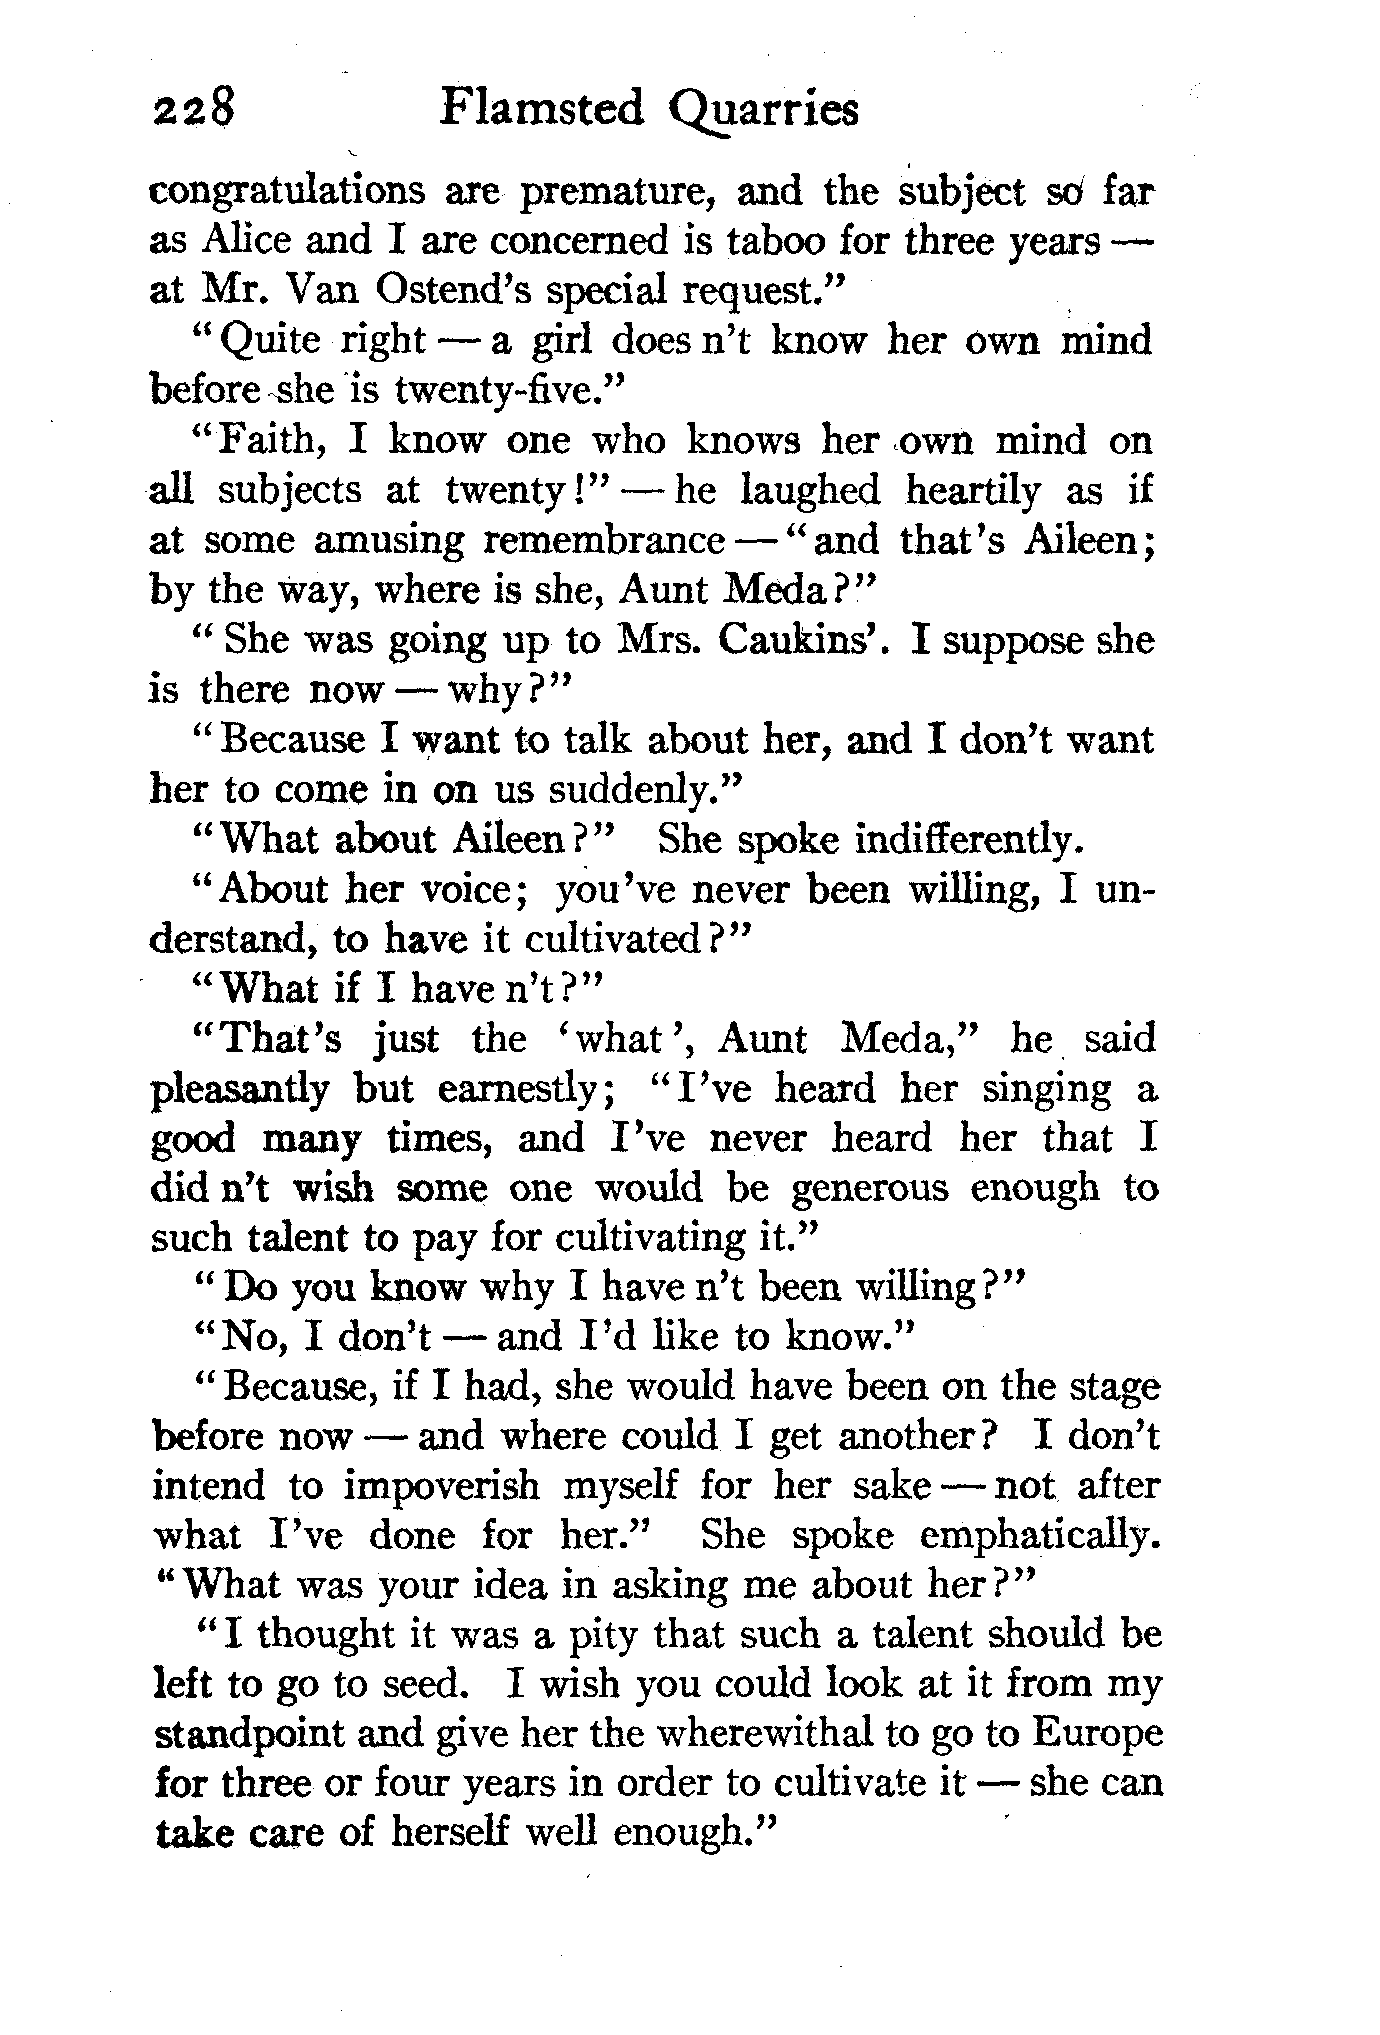 228 Flamsted Quarries
congratulations are premature, and the subject so far
as Alice and I are concerned is taboo for three years —
at Mr. Van Ostend's special request."
"Quite right — a girl does n't know her own mind
before she is twenty-five."
"Faith, I know one who knows her own mind on
all subjects at twenty!" — he laughed heartily as if
at some amusing remembrance — "and that's Aileen;
by the way, where is she, Aunt Meda?"
"She was going up to Mrs. Caukins'. I suppose she
is there now — why?"
"Because I want to talk about her, and I don't want
her to come in on us suddenly."
"What about Aileen?" She spoke indifferently.
"About her voice; you've never been willing, I un-
derstand, to have it cultivated?"
"What if I have n't?"
"That's just the 'what', Aunt Meda," he said
pleasantly but earnestly; "I've heard her singing a
good many times, and I've never heard her that I
did n't wish some one would be generous enough to
such talent to pay for cultivating it."
"Do you know why I have n't been willing?"
"No, I don't — and I'd like to know."
"Because, if I had, she would have been on the stage
before now — and where could I get another? I don't
intend to impoverish myself for her sake — not after
what I've done for her." She spoke emphatically.
"What was your idea in asking me about her?"
"I thought it was a pity that such a talent should be
left to go to seed. I wish you could look at it from my
standpoint and give her the wherewithal to go to Europe
for three or four years in order to cultivate it — she can
take care of herself well enough."